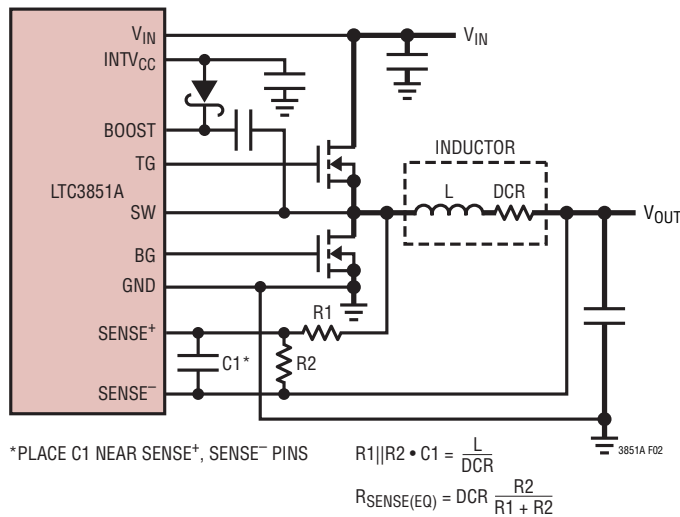 V_IN
V_IN
INTV_CC
BOOST
INDUCTOR
TG
L
DCR
LTC3851A
SW
V_OUT
BG
GND
R1
SENSE⁺
C1*
R2
SENSE⁻
*PLACE C1 NEAR SENSE⁺, SENSE⁻ PINS
R1||R2 • C1 = L/DCR
3851A F02
R_SENSE(EQ) = DCR R2/(R1 + R2)